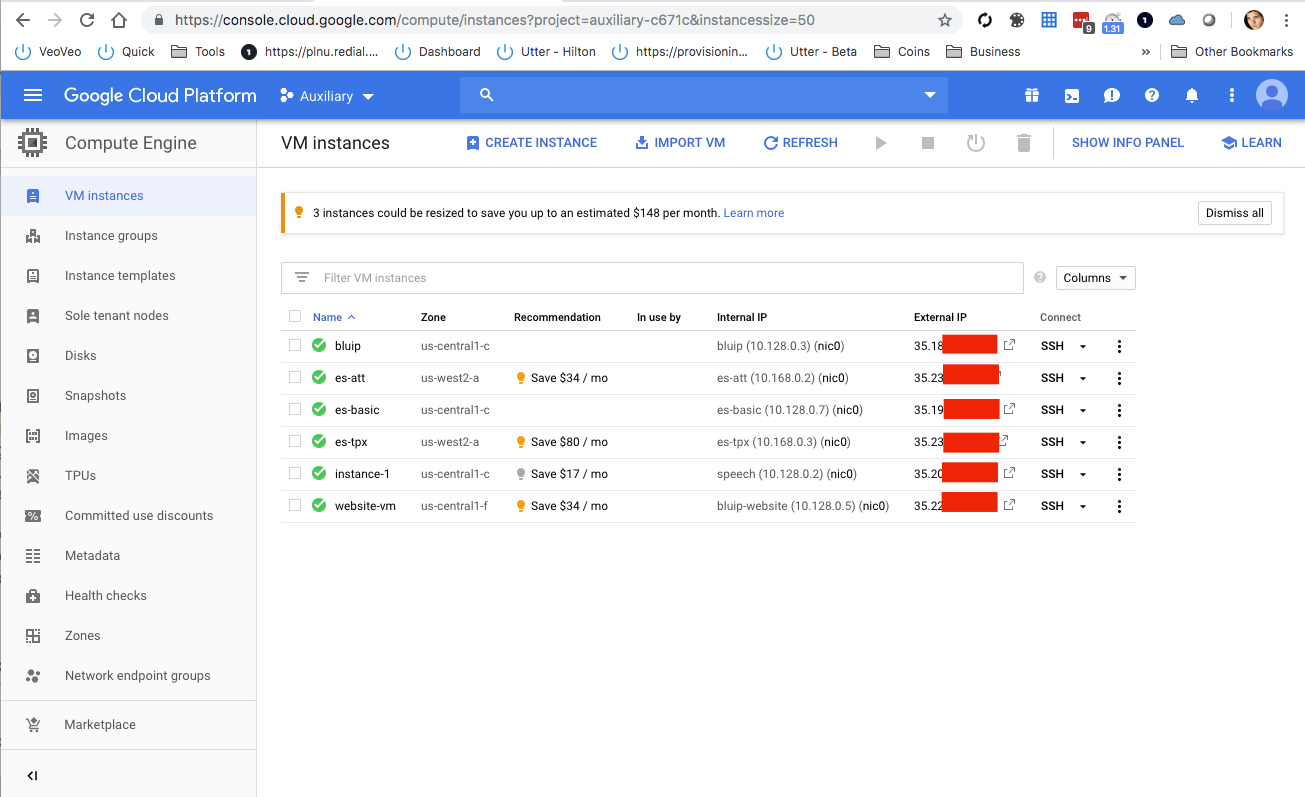 https://console.cloud.google.com/compute/instances?project=auxiliary-c671c&instancessize=50
9
1.31
1
VeoVeo Quick Tools 1 https://plnu.redial.... Dashboard Utter - Hilton https://provisionin... Utter - Beta Coins Business » Other Bookmarks
Google Cloud Platform Auxiliary
Compute Engine
VM instances CREATE INSTANCE IMPORT VM REFRESH SHOW INFO PANEL LEARN
VM instances
Instance groups
Instance templates
Sole tenant nodes
Disks
Snapshots
Images
TPUs
Committed use discounts
Metadata
Health checks
Zones
Network endpoint groups
Marketplace
3 instances could be resized to save you up to an estimated $148 per month. Learn more Dismiss all
Filter VM instances Columns
Name Zone Recommendation In use by Internal IP External IP Connect
bluip us-central1-c bluip (10.128.0.3) (nic0) 35.18 SSH
es-att us-west2-a Save $34 / mo es-att (10.168.0.2) (nic0) 35.23 SSH
es-basic us-central1-c es-basic (10.128.0.7) (nic0) 35.19 SSH
es-tpx us-west2-a Save $80 / mo es-tpx (10.168.0.3) (nic0) 35.23 SSH
instance-1 us-central1-c Save $17 / mo speech (10.128.0.2) (nic0) 35.20 SSH
website-vm us-central1-f Save $34 / mo bluip-website (10.128.0.5) (nic0) 35.22 SSH